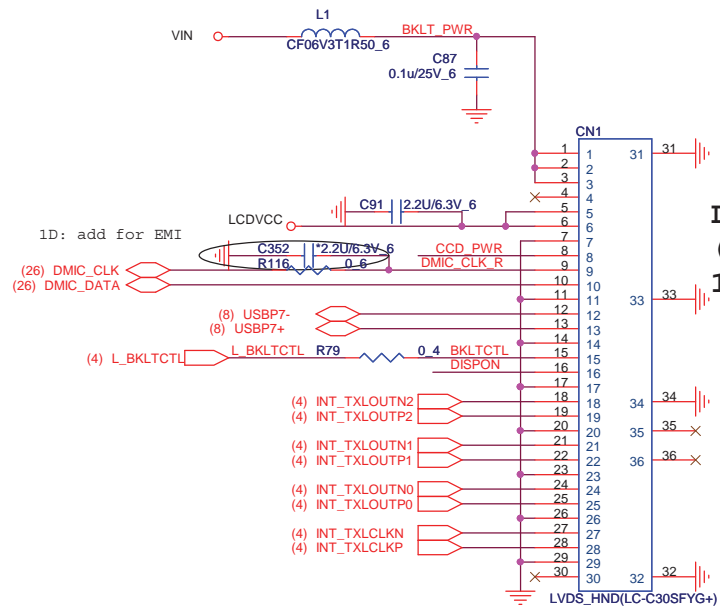 L1
VIN
BKLT_PWR
CF06V3T1R50_6
C87
0.1u/25V_6
CN1
1 1 31 31
2 2
3 3
4 4
C91 2.2U/6.3V_6
5 5
LCDVCC
6 6
7 7
1D: add for EMI
C352 *2.2U/6.3V_6
CCD_PWR
8 8
R116 0_6
DMIC_CLK_R
(26) DMIC_CLK
9 9
(26) DMIC_DATA
10 10
11 11 33 33
(8) USBP7-
12 12
(8) USBP7+
13 13
14 14
(4) L_BKLTCTL
L_BKLTCTL R79 0_4 BKLTCTL
15 15
DISPON
16 16
17 17
(4) INT_TXLOUTN2
18 18 34 34
(4) INT_TXLOUTP2
19 19
20 20 35 35
(4) INT_TXLOUTN1
21 21
(4) INT_TXLOUTP1
22 22 36 36
23 23
(4) INT_TXLOUTN0
24 24
(4) INT_TXLOUTP0
25 25
26 26
(4) INT_TXLCLKN
27 27
(4) INT_TXLCLKP
28 28
29 29
30 30 32 32
LVDS_HND(LC-C30SFYG+)
(
1